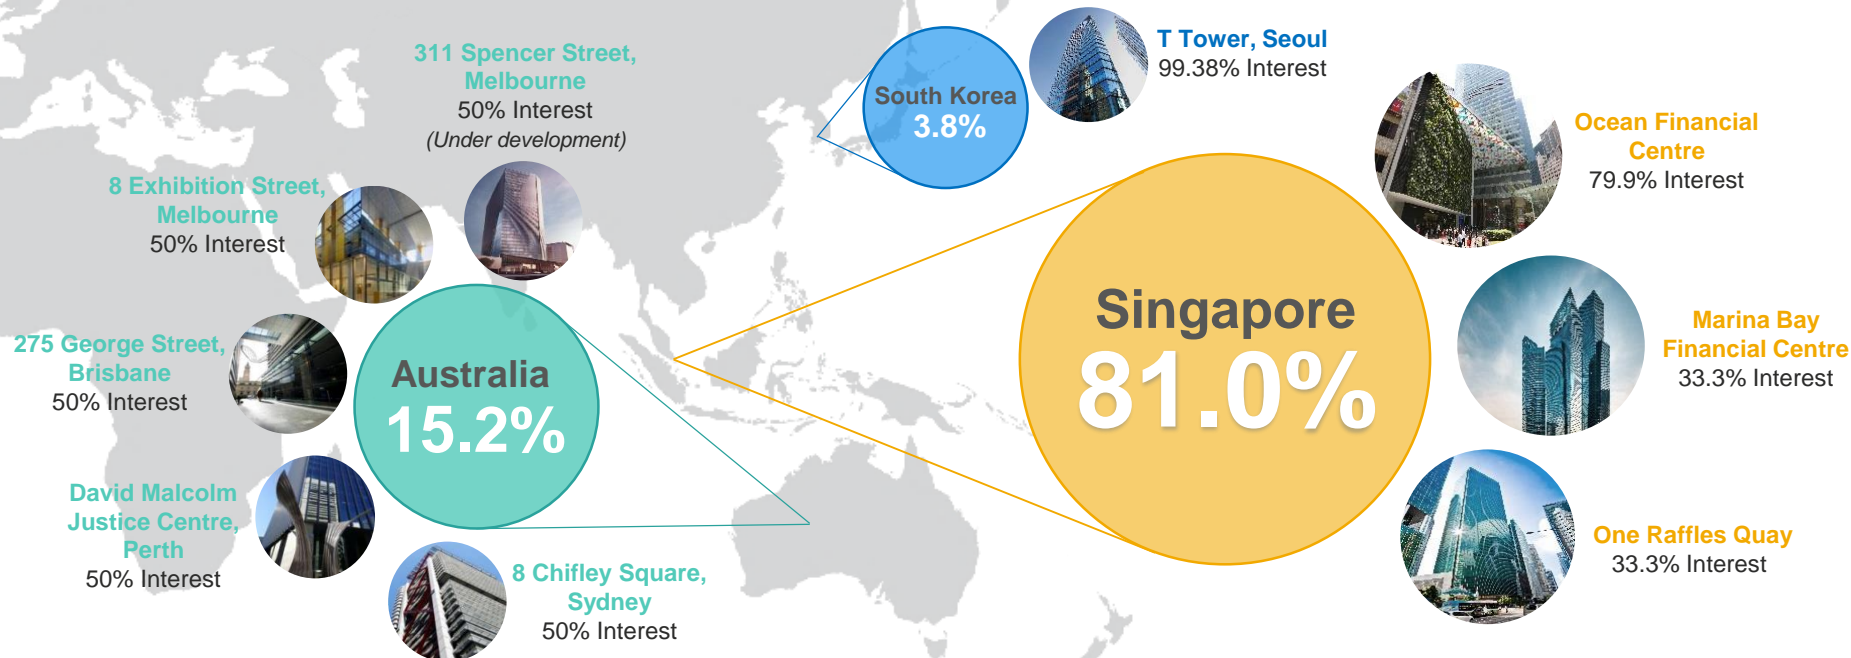 311 Spencer Street,
Melbourne
50% Interest
(Under development)
8 Exhibition Street,
Melbourne
50% Interest
275 George Street,
Brisbane
50% Interest
David Malcolm
Justice Centre,
Perth
50% Interest
8 Chifley Square,
Sydney
50% Interest
Australia
15.2%
South Korea
3.8%
T Tower, Seoul
99.38% Interest
Singapore
81.0%
Ocean Financial
Centre
79.9% Interest
Marina Bay
Financial Centre
33.3% Interest
One Raffles Quay
33.3% Interest